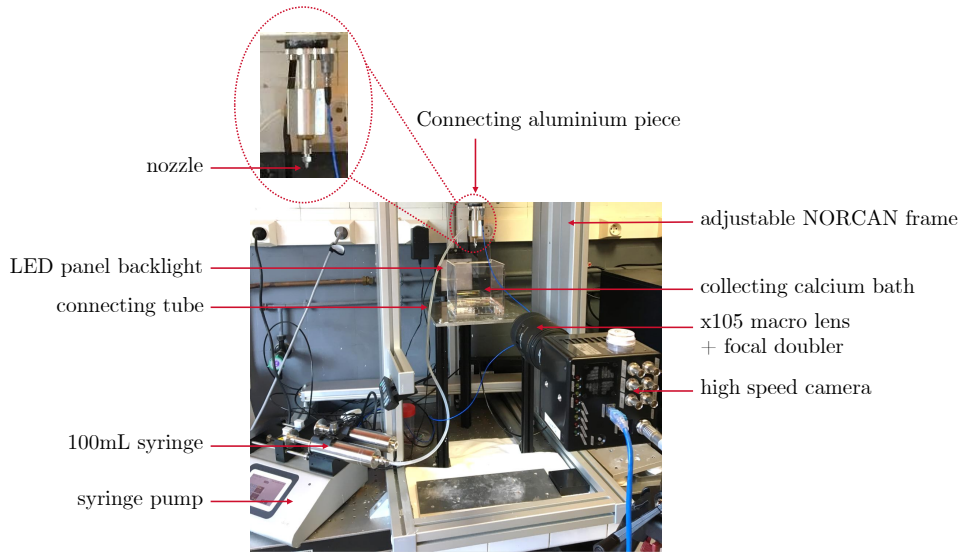 Connecting aluminium piece
nozzle
adjustable NORCAN frame
LED panel backlight
collecting calcium bath
connecting tube
x105 macro lens
+ focal doubler
high speed camera
100mL syringe
syringe pump